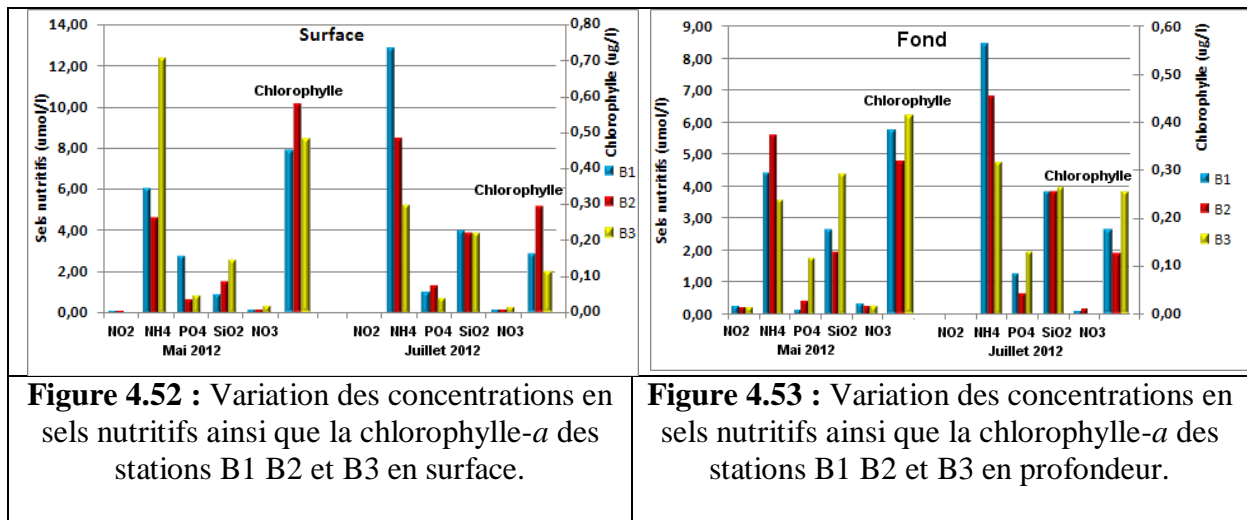 Surface
Sels nutritifs (umol/l)
14,00
12,00
10,00
8,00
6,00
4,00
2,00
0,00
Chlorophylle
Chlorophylle
0,80
0,70
0,60
0,50
0,40
0,30
0,20
0,10
0,00
Chlorophylle (ug/l)
B1
B2
B3
NO2 NH4 PO4 SiO2 NO3 NO2 NH4 PO4 SiO2 NO3
Mai 2012 Juillet 2012
Fond
Sels nutritifs (umol/l)
9,00
8,00
7,00
6,00
5,00
4,00
3,00
2,00
1,00
0,00
Chlorophylle
Chlorophylle
0,60
0,50
0,40
0,30
0,20
0,10
0,00
Chlorophylle (ug/l)
B1
B2
B3
NO2 NH4 PO4 SiO2 NO3 NO2 NH4 PO4 SiO2 NO3
Mai 2012 Juillet 2012
Figure 4.52 : Variation des concentrations en
sels nutritifs ainsi que la chlorophylle-a des
stations B1 B2 et B3 en surface.
Figure 4.53 : Variation des concentrations en
sels nutritifs ainsi que la chlorophylle-a des
stations B1 B2 et B3 en profondeur.